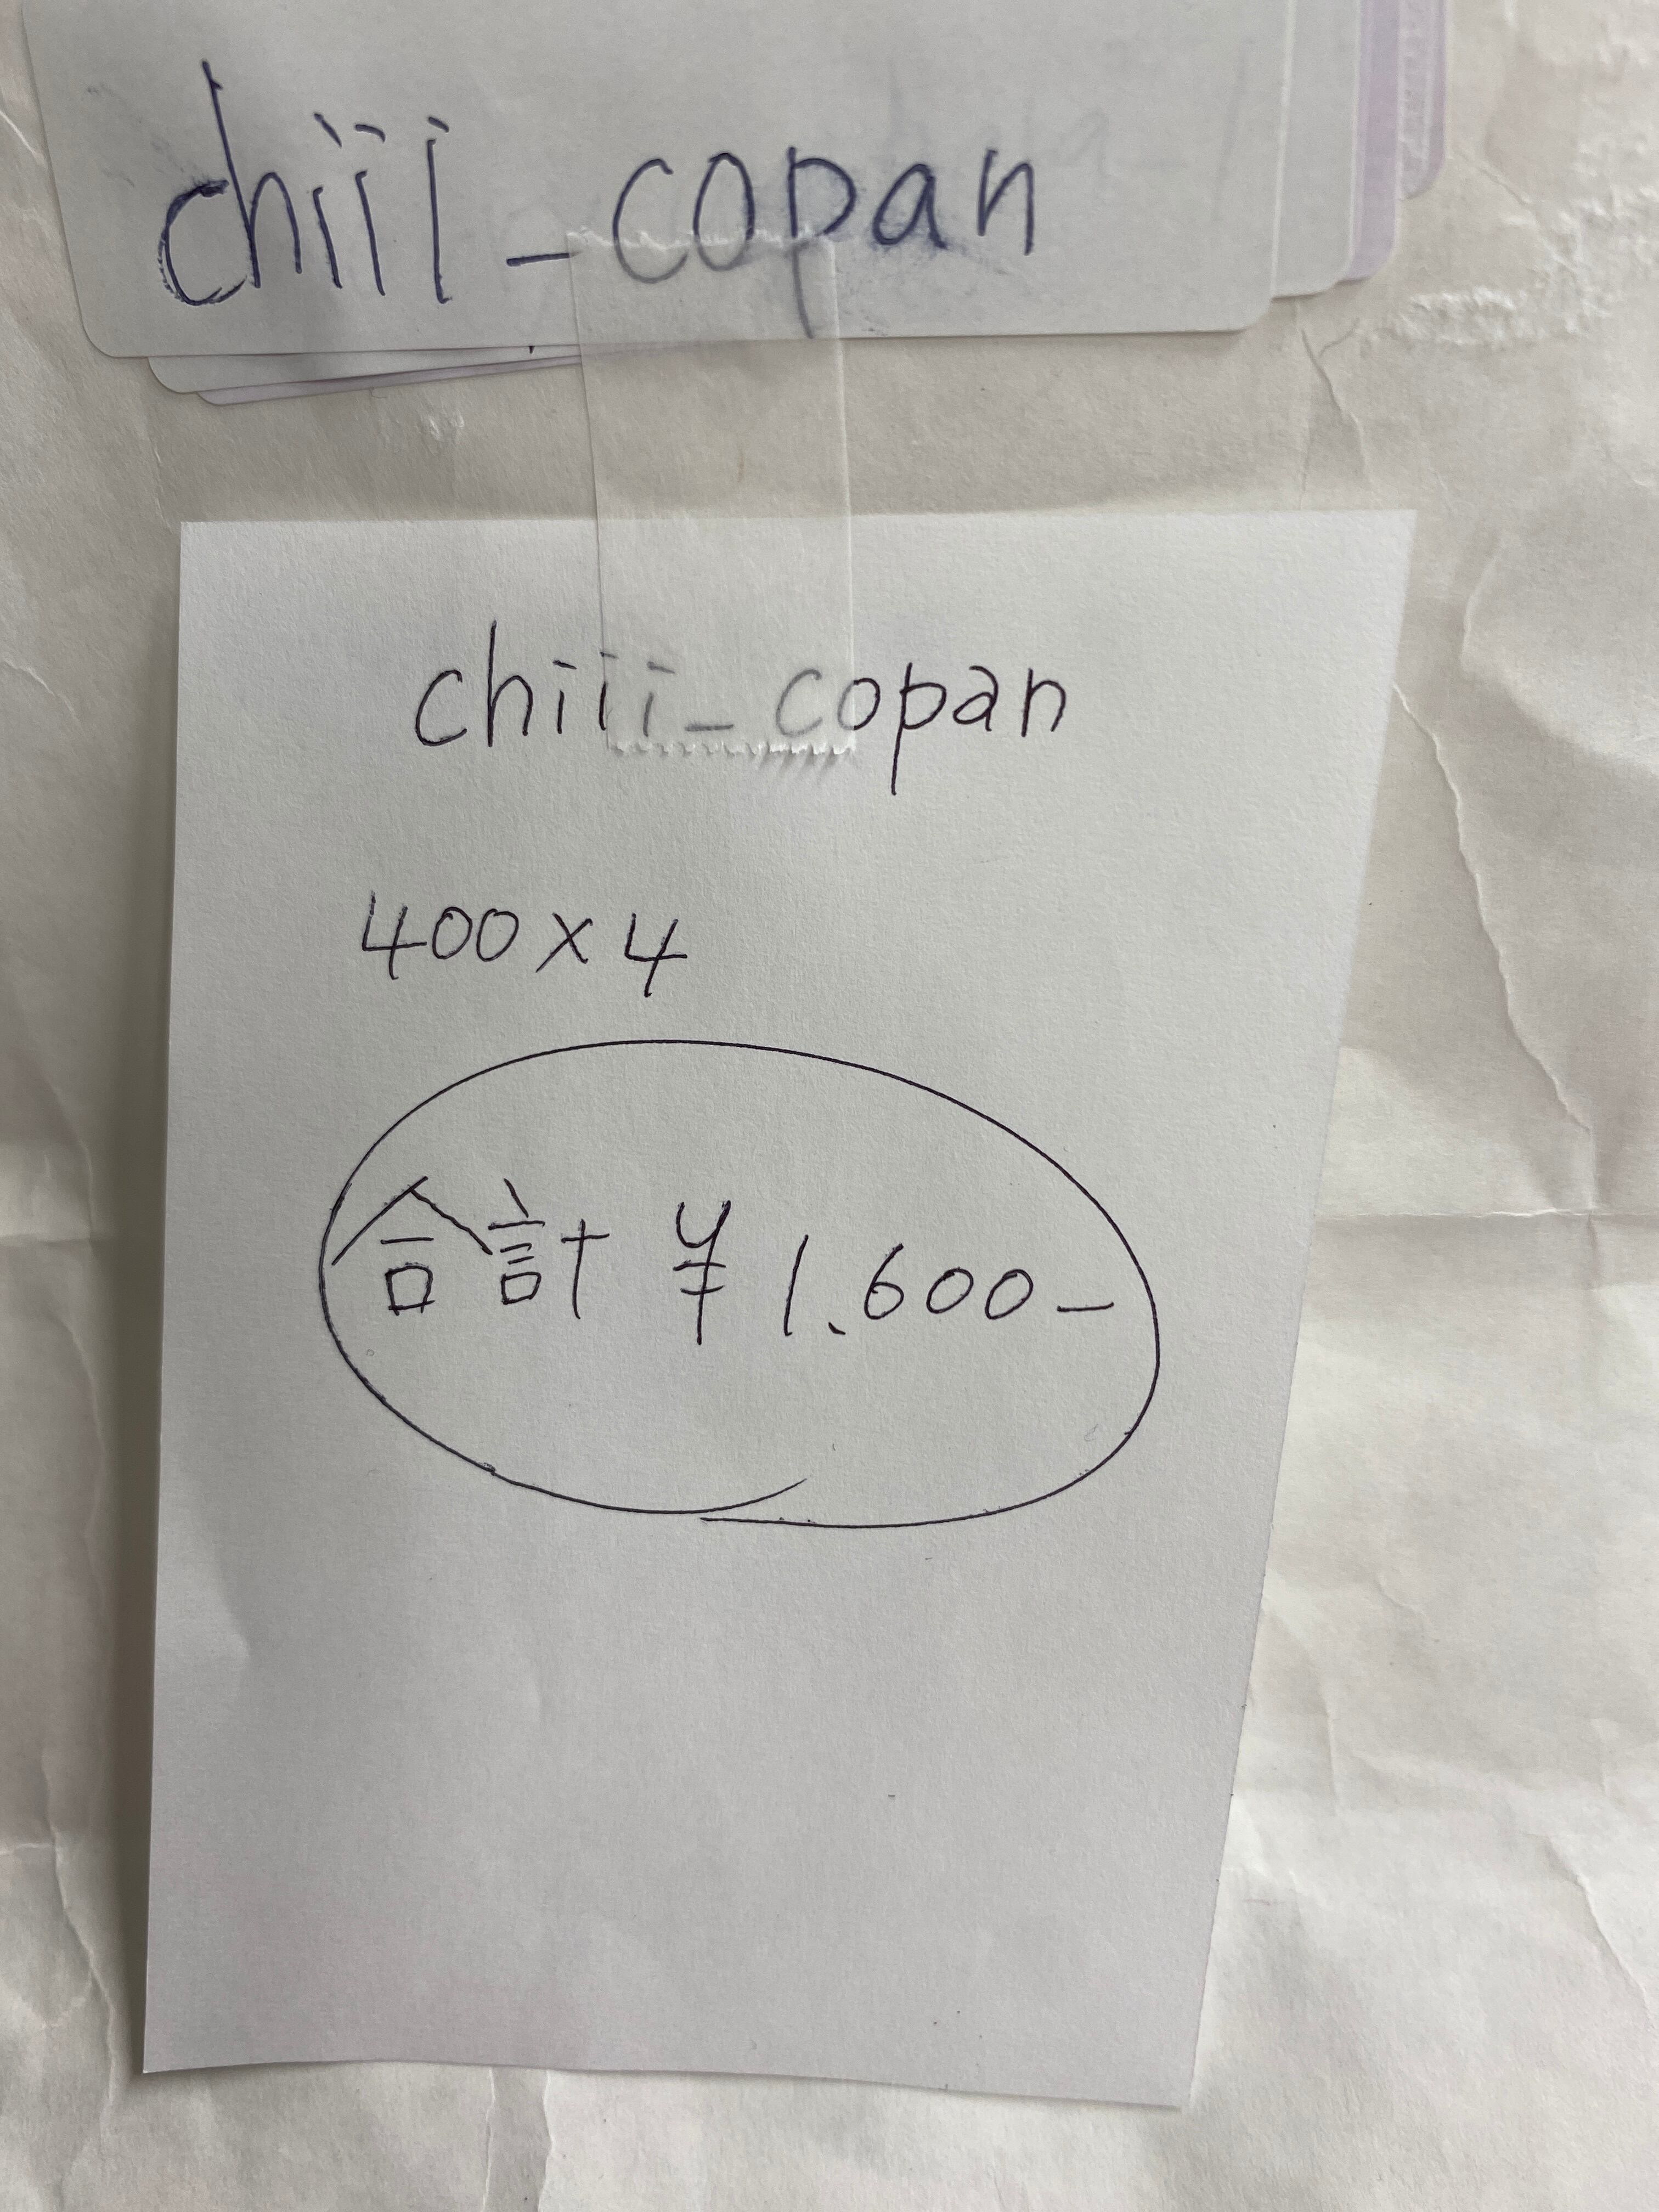 chiii_copan
chiii_copan
400×4
合計 ¥1.600-